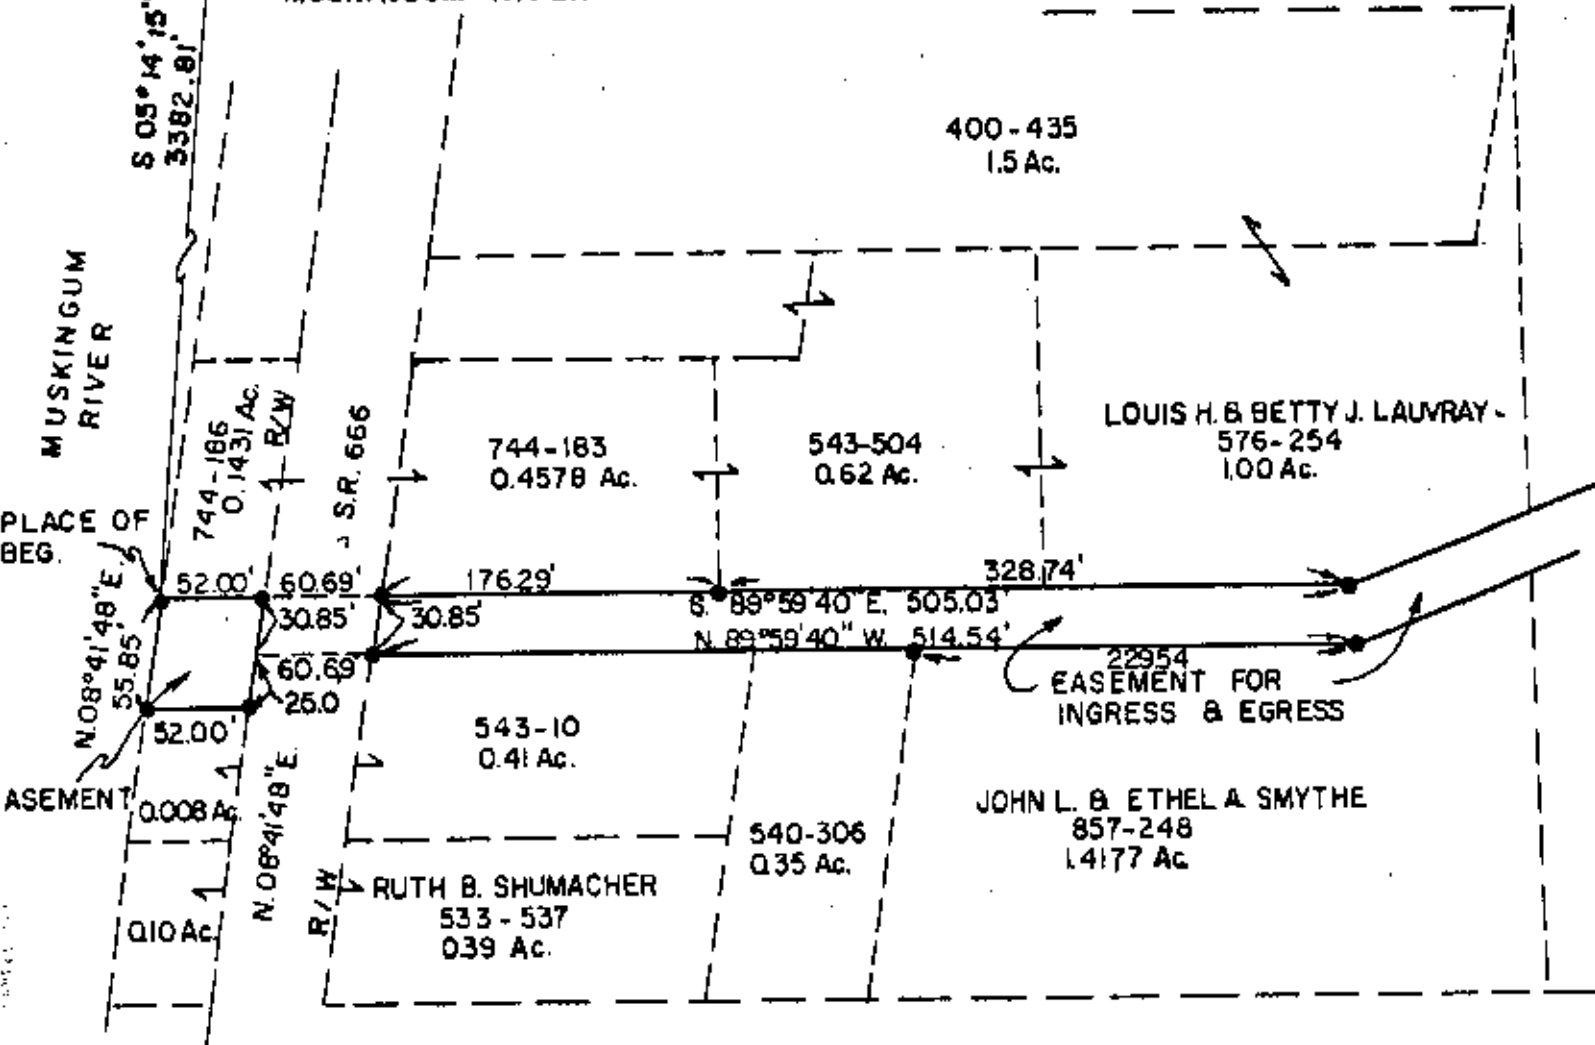 S 05° 14' 15"
3382.81'
400-435
1.5 Ac.
MUSKINGUM
RIVER
744-186
0.1431 Ac.
R/W
S.R. 666
744-183
0.4578 Ac.
543-504
0.62 Ac.
LOUIS H. & BETTY J. LAUVRAY
576-254
1.00 Ac.
PLACE OF
BEG.
52.00'
60.69'
176.29'
328.74'
30.85'
30.85'
S. 89°59'40" E. 505.03'
N. 89°59'40" W. 514.54'
229.54
N.08°41'48"E.
55.85'
60.69
25.0
52.00'
EASEMENT FOR
INGRESS & EGRESS
543-10
0.41 Ac.
ASEMENT
0.008 Ac.
N.08°41'48"E.
JOHN L. & ETHEL A. SMYTHE
857-248
1.4177 Ac.
540-306
0.35 Ac.
R/W
RUTH B. SHUMACHER
533-537
0.39 Ac.
0.10 Ac.